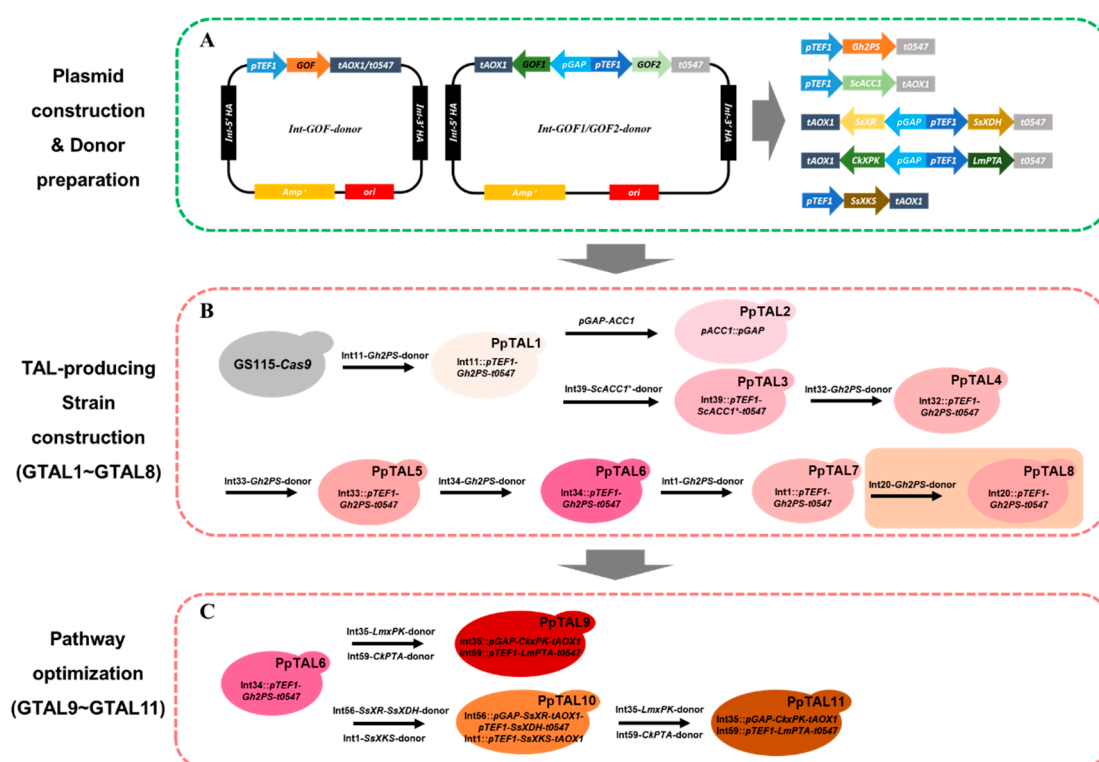 Plasmid
construction
& Donor
preparation
A
pTEF1 GOF tAOX1/t0547
Int-5' HA
Int-GOF-donor
Int-3' HA
Amp r ori
tAOX1 GOF1 pGAP pTEF1 GOF2 t0547
Int-5' HA
Int-GOF1/GOF2-donor
Int-3' HA
Amp r ori
pTEF1 Gh2PS t0547
pTEF1 ScACC1 tAOX1
tAOX1 SsXR pGAP pTEF1 SsXDH t0547
tAOX1 CkXPK pGAP pTEF1 LmPTA t0547
pTEF1 SsXKS tAOX1
TAL-producing
Strain
construction
(GTAL1~GTAL8)
B
GS115-Cas9
Int11-Gh2PS-donor
PpTAL1
Int11::pTEF1-
Gh2PS-t0547
pGAP-ACC1
PpTAL2
pACC1::pGAP
Int39-ScACC1*-donor
PpTAL3
Int39::pTEF1-
ScACC1*-t0547
Int32-Gh2PS-donor
PpTAL4
Int32::pTEF1-
Gh2PS-t0547
Int33-Gh2PS-donor
PpTAL5
Int33::pTEF1-
Gh2PS-t0547
Int34-Gh2PS-donor
PpTAL6
Int34::pTEF1-
Gh2PS-t0547
Int1-Gh2PS-donor
PpTAL7
Int1::pTEF1-
Gh2PS-t0547
Int20-Gh2PS-donor
PpTAL8
Int20::pTEF1-
Gh2PS-t0547
Pathway
optimization
(GTAL9~GTAL11)
C
PpTAL6
Int34::pTEF1-
Gh2PS-t0547
Int35-LmxPK-donor
Int59-CkPTA-donor
PpTAL9
Int35::pGAP-CkxPK-tAOX1
Int59::pTEF1-LmPTA-t0547
Int56-SsXR-SsXDH-donor
Int1-SsXKS-donor
PpTAL10
Int56::pGAP-SsXR-tAOX1-
pTEF1-SsXDH-t0547
Int1::pTEF1-SsXKS-tAOX1
Int35-LmxPK-donor
Int59-CkPTA-donor
PpTAL11
Int35::pGAP-CkxPK-tAOX1
Int59::pTEF1-LmPTA-t0547